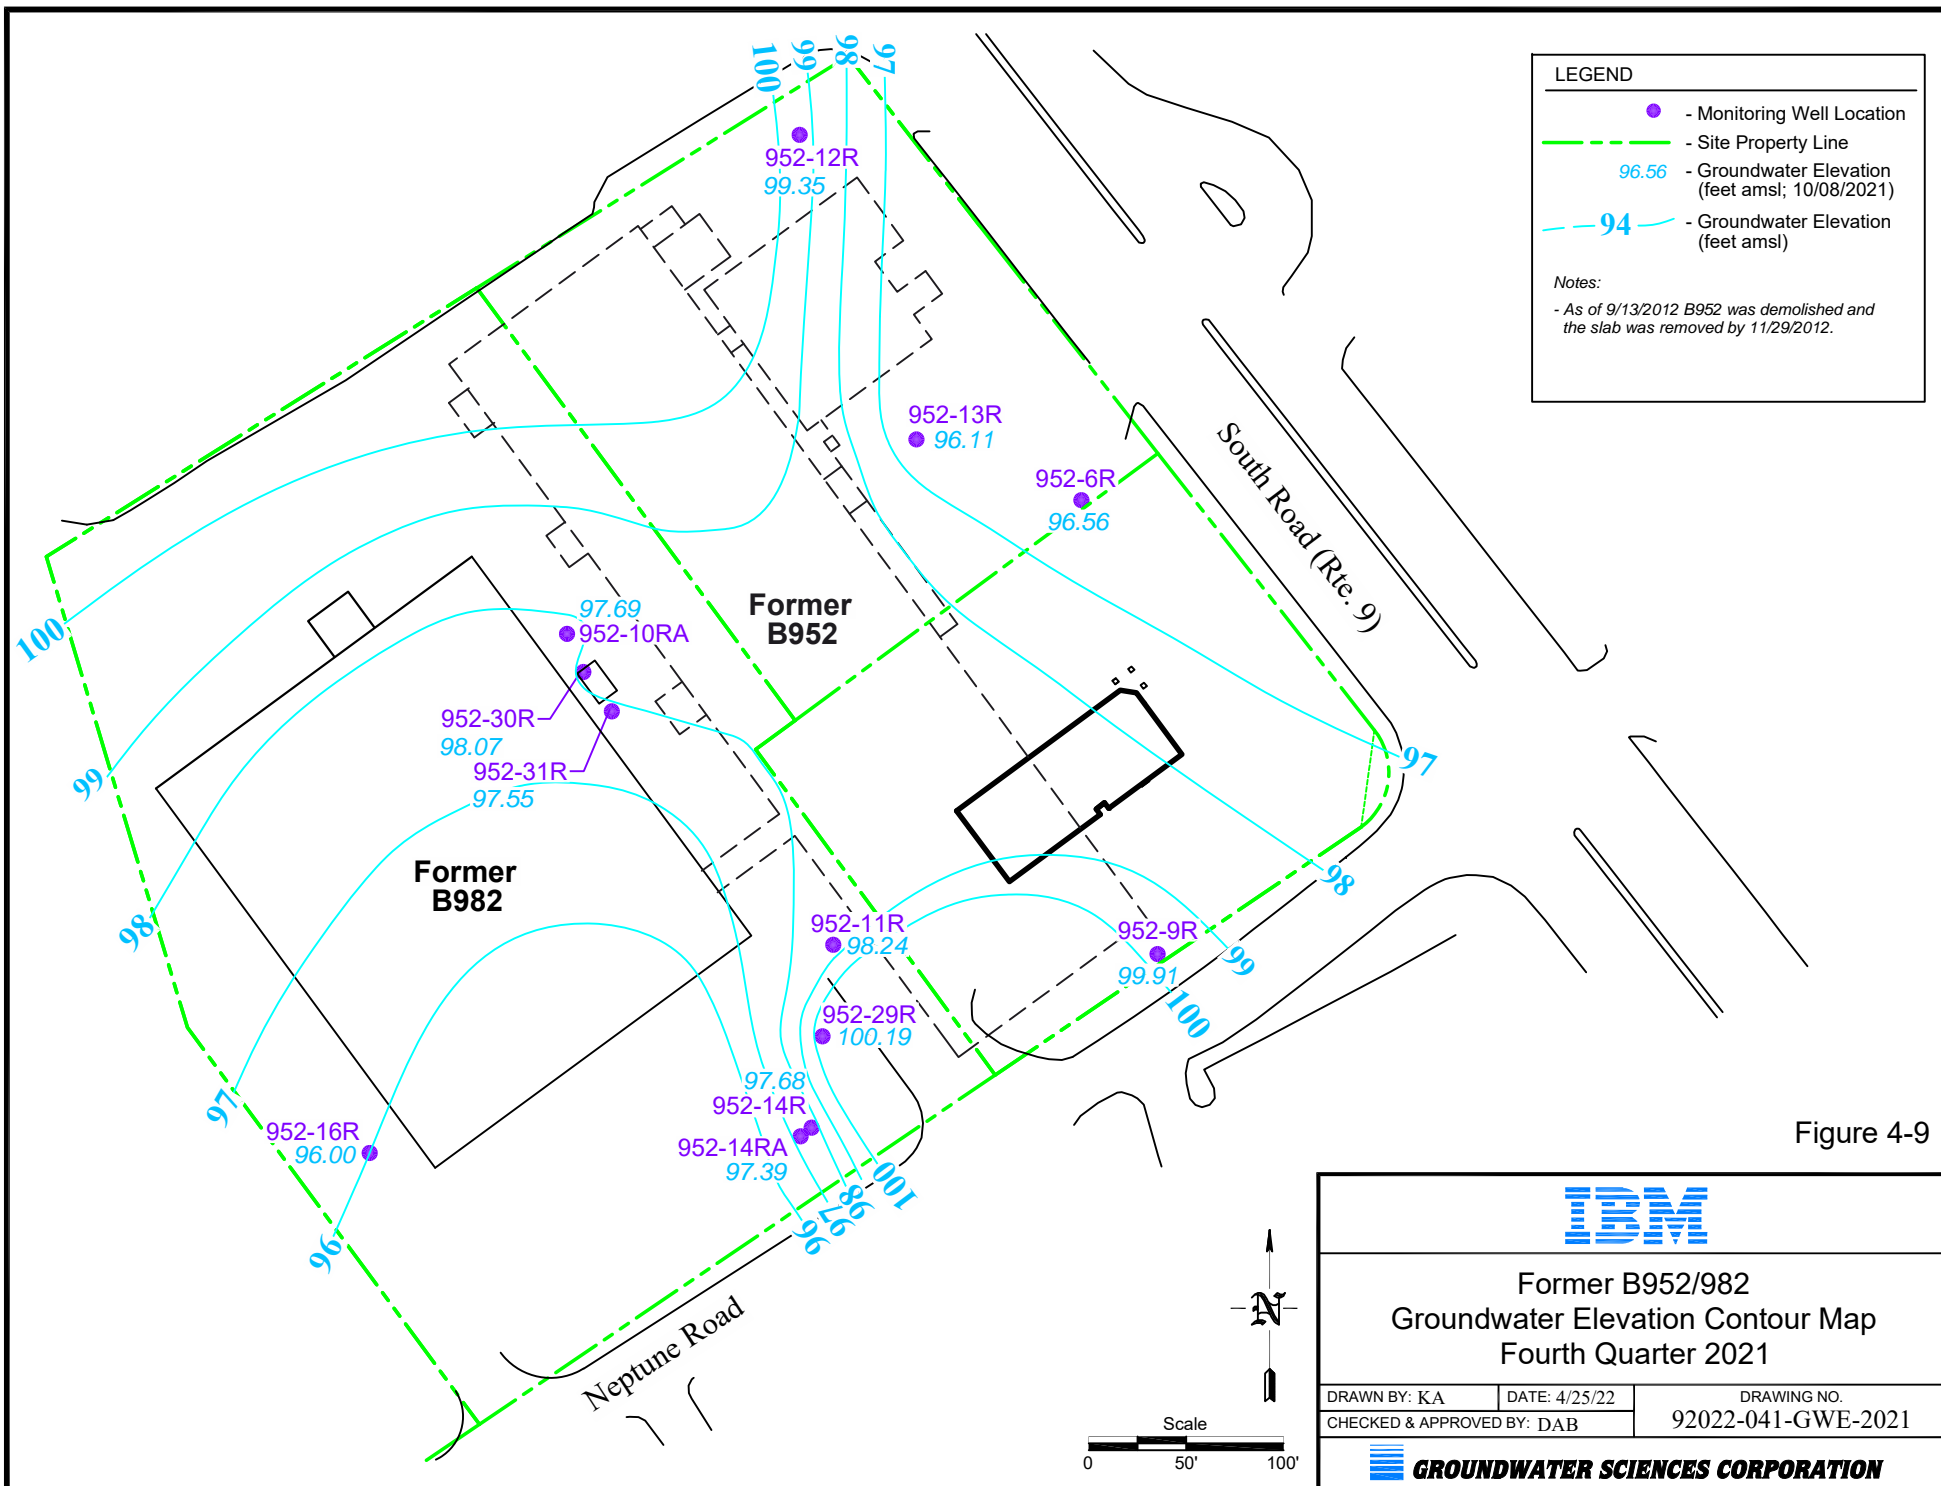 100
99
98
97
952-12R
99.35
LEGEND
- Monitoring Well Location
- Site Property Line
96.56 - Groundwater Elevation
(feet amsl; 10/08/2021)
94 - Groundwater Elevation
(feet amsl)
Notes:
- As of 9/13/2012 B952 was demolished and
the slab was removed by 11/29/2012.
952-13R
96.11
952-6R
96.56
South Road (Rte. 9)
Former
B952
97.69
952-10RA
100
952-30R
98.07
952-31R
97.55
99
97
Former
B982
98
98
952-11R
98.24
952-9R
99.91
99
100
952-29R
100.19
97.68
952-14R
952-14RA
97.39
97
952-16R
96.00
96
100
98
97
96
Neptune Road
N
Scale
0 50' 100'
Figure 4-9
IBM
Former B952/982
Groundwater Elevation Contour Map
Fourth Quarter 2021
DRAWN BY: KA
DATE: 4/25/22
DRAWING NO.
92022-041-GWE-2021
CHECKED & APPROVED BY: DAB
GROUNDWATER SCIENCES CORPORATION